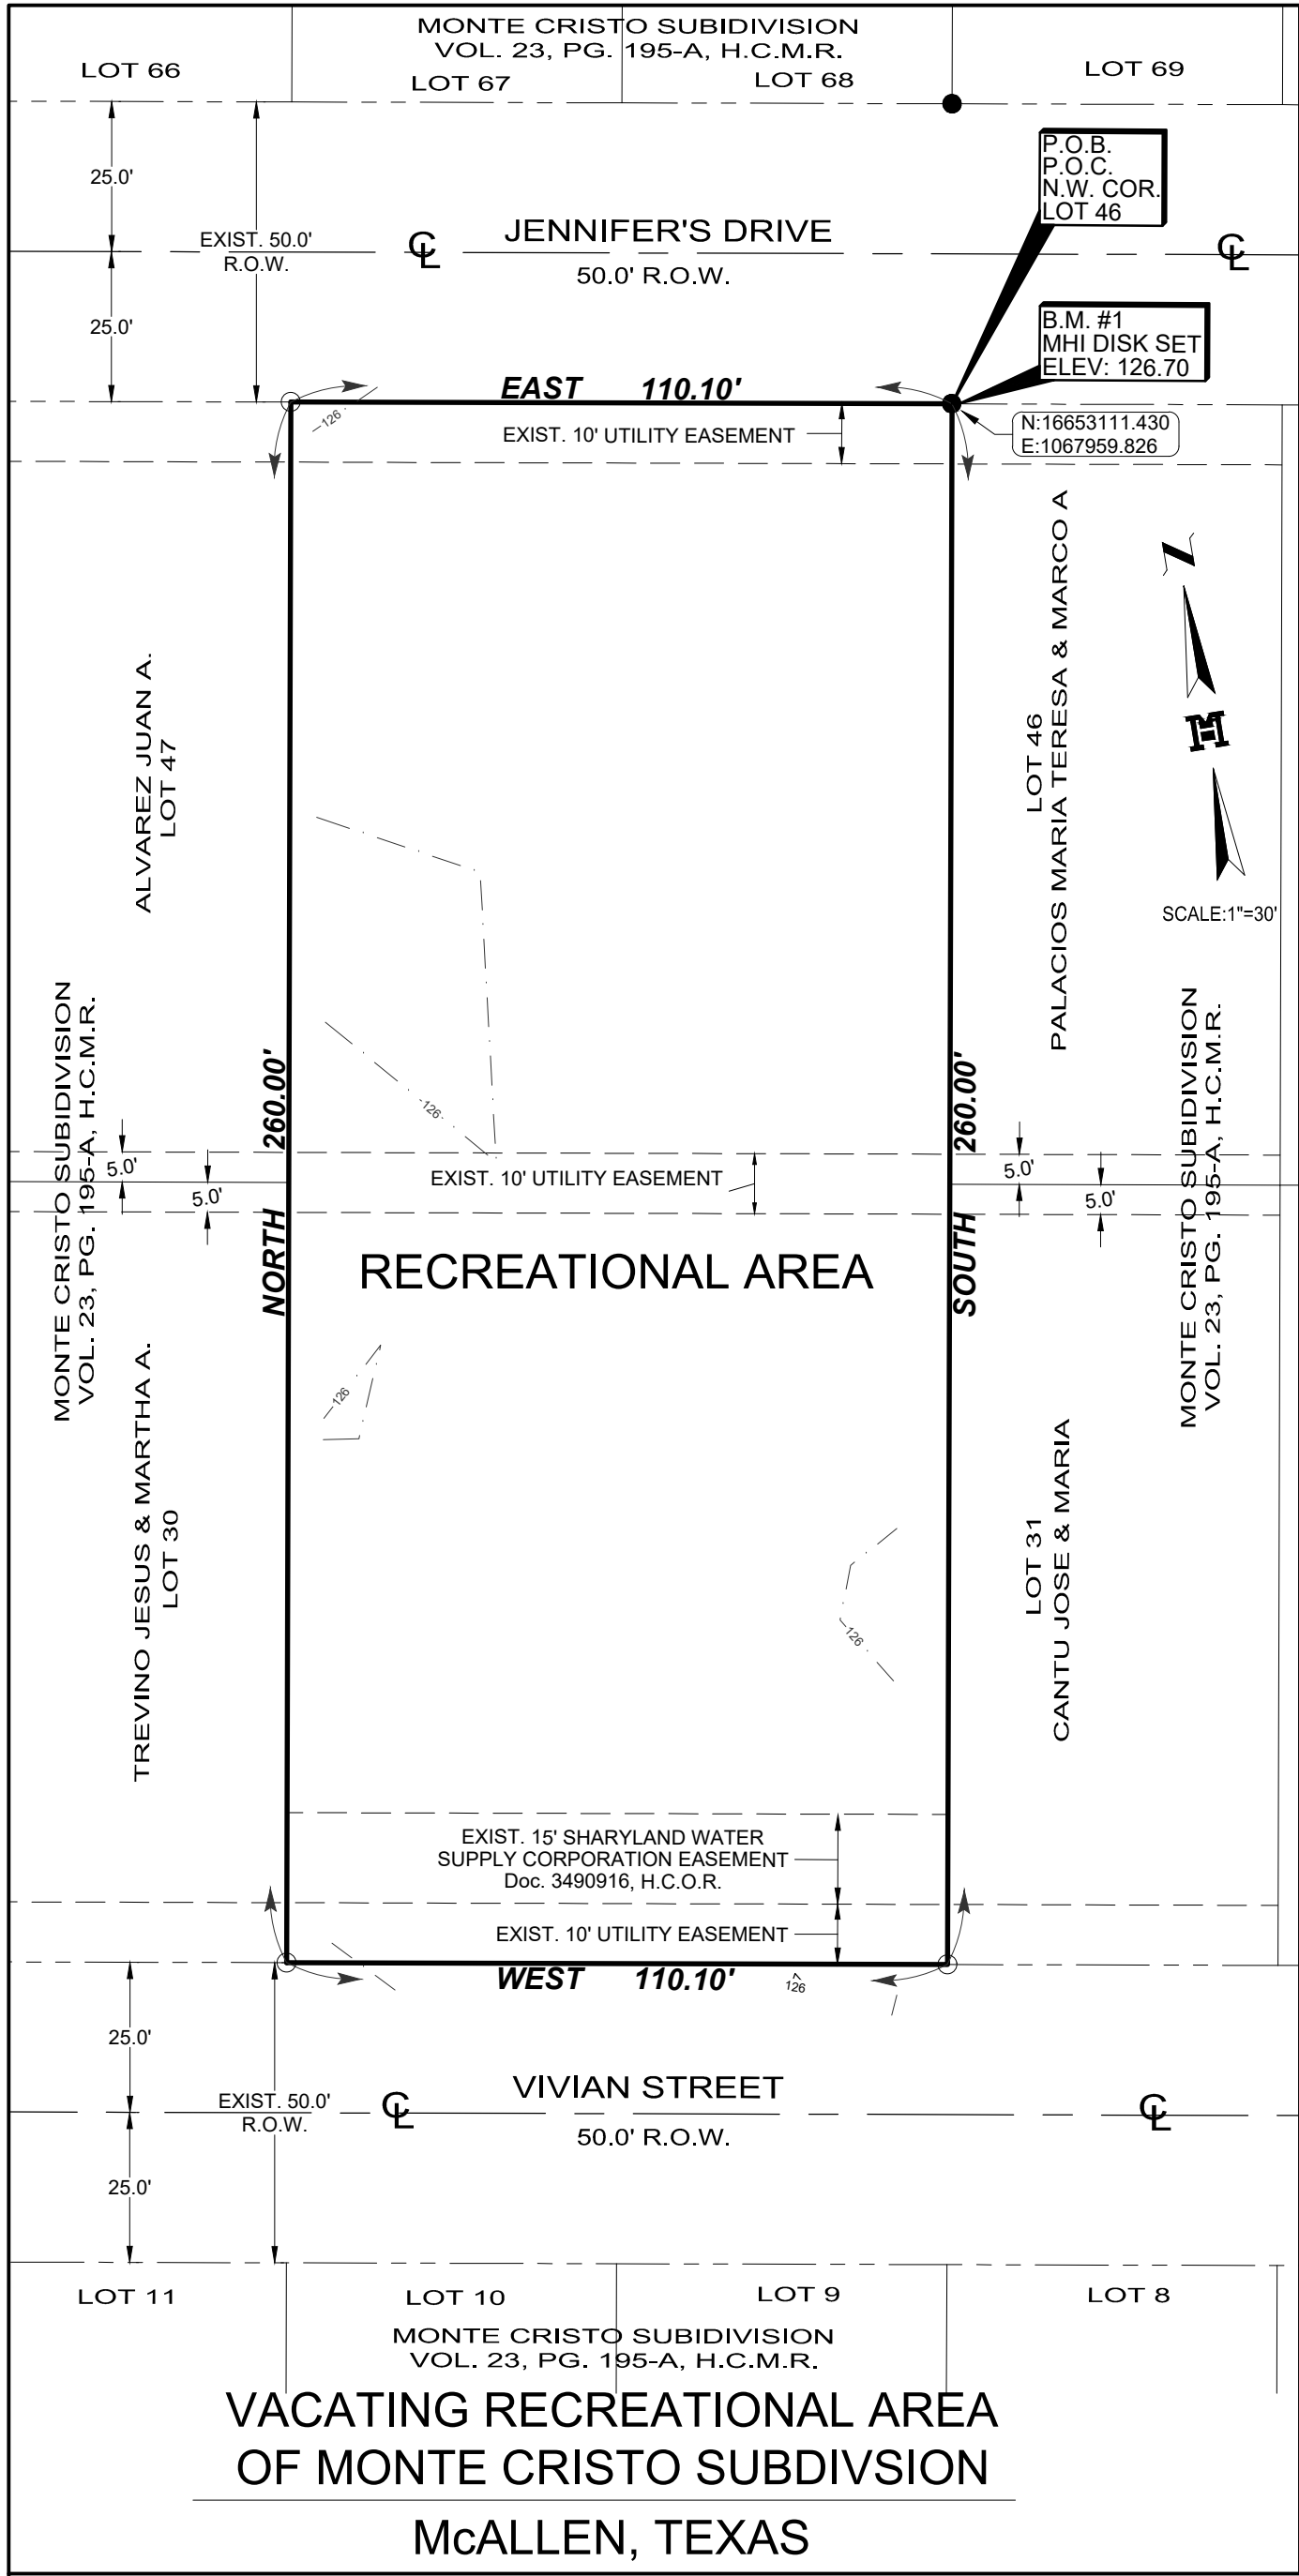 MONTE CRISTO SUBIDIVISION
VOL. 23, PG. 195-A, H.C.M.R.
LOT 66
LOT 67
LOT 68
LOT 69
25.0'
EXIST. 50.0'
R.O.W.
25.0'
C L
JENNIFER'S DRIVE
50.0' R.O.W.
C L
P.O.B.
P.O.C.
N.W. COR.
LOT 46
B.M. #1
MHI DISK SET
ELEV: 126.70
N:16653111.430
E:1067959.826
EAST 110.10'
126
EXIST. 10' UTILITY EASEMENT
ALVAREZ JUAN A.
LOT 47
LOT 46
PALACIOS MARIA TERESA & MARCO A
N
M
SCALE:1"=30'
MONTE CRISTO SUBIDIVISION
VOL. 23, PG. 195-A, H.C.M.R.
NORTH 260.00'
126
5.0'
5.0'
EXIST. 10' UTILITY EASEMENT
SOUTH 260.00'
5.0'
5.0'
MONTE CRISTO SUBIDIVISION
VOL. 23, PG. 195-A, H.C.M.R.
RECREATIONAL AREA
TREVINO JESUS & MARTHA A.
LOT 30
126
126
LOT 31
CANTU JOSE & MARIA
EXIST. 15' SHARYLAND WATER
SUPPLY CORPORATION EASEMENT
Doc. 3490916, H.C.O.R.
EXIST. 10' UTILITY EASEMENT
WEST 110.10'
126
25.0'
EXIST. 50.0'
R.O.W.
25.0'
C L
VIVIAN STREET
50.0' R.O.W.
C L
LOT 11
LOT 10
LOT 9
LOT 8
MONTE CRISTO SUBIDIVISION
VOL. 23, PG. 195-A, H.C.M.R.
VACATING RECREATIONAL AREA
OF MONTE CRISTO SUBDIVSION
McALLEN, TEXAS